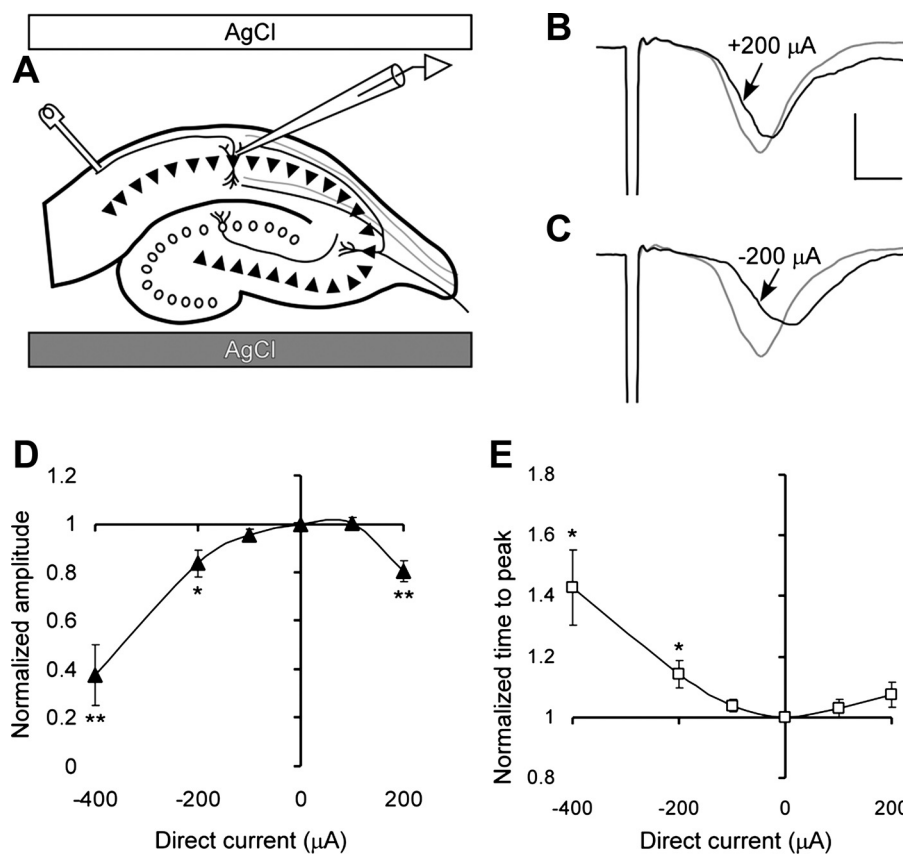 AgCl
A
AgCl
B
+200 µA
C
-200 µA
D
1.2
1
0.8
0.6
0.4
0.2
0
*
**
**
-400
-200
0
200
Normalized amplitude
Direct current (µA)
E
1.8
1.6
1.4
1.2
1
0.8
*
*
-400
-200
0
200
Normalized time to peak
Direct current (µA)